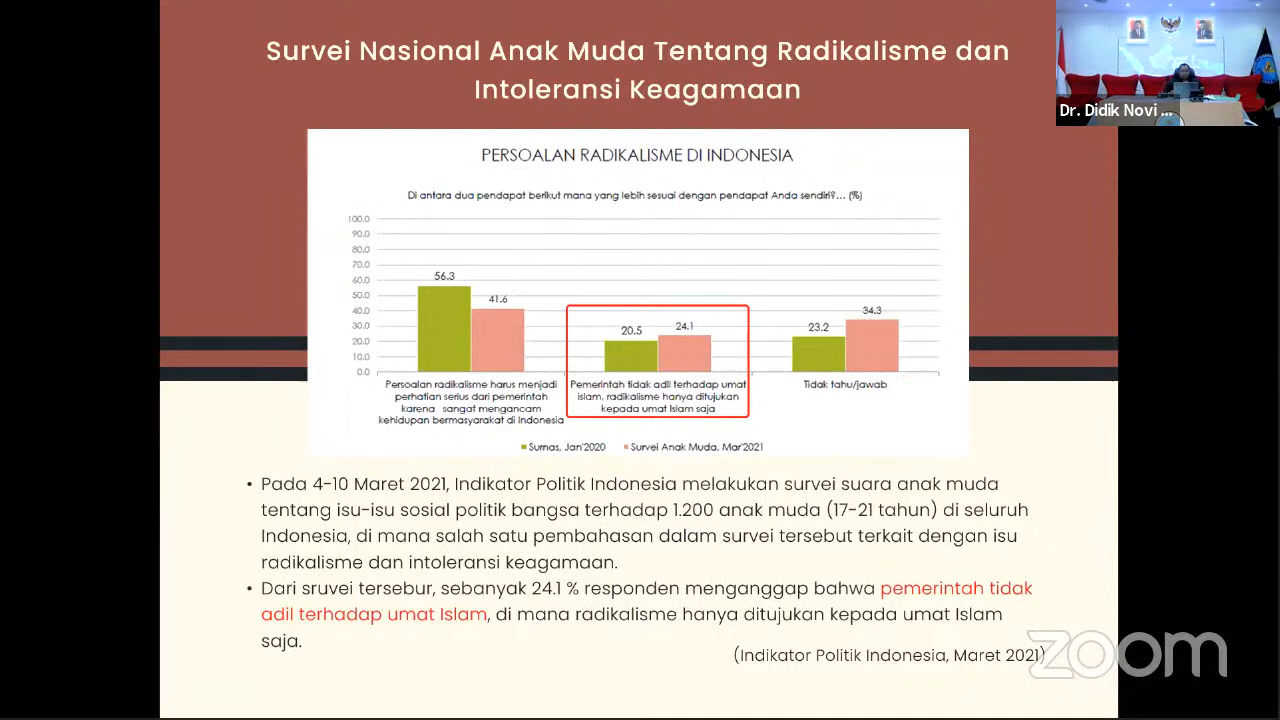 Survei Nasional Anak Muda Tentang Radikalisme dan
Intoleransi Keagamaan
Dr. Didik Novi ...
PERSOALAN RADIKALISME DI INDONESIA
Di antara dua pendapat berikut mana yang lebih sesuai dengan pendapat Anda sendiri?... (%)
100.0
90.0
80.0
70.0
60.0
50.0
40.0
30.0
20.0
10.0
0.0
56.3
41.6
20.5
24.1
23.2
34.3
Persoalan radikalisme harus menjadi
perhatian serius dari pemerintah
karena sangat mengancam
kehidupan bermasyarakat di Indonesia
Pemerintah tidak adil terhadap umat
islam, radikalisme hanya ditujukan
kepada umat Islam saja
Tidak tahu/jawab
Surnas, Jan'2020
Survei Anak Muda, Mar'2021
• Pada 4-10 Maret 2021, Indikator Politik Indonesia melakukan survei suara anak muda
tentang isu-isu sosial politik bangsa terhadap 1.200 anak muda (17-21 tahun) di seluruh
Indonesia, di mana salah satu pembahasan dalam survei tersebut terkait dengan isu
radikalisme dan intoleransi keagamaan.
• Dari sruvei tersebur, sebanyak 24.1 % responden menganggap bahwa pemerintah tidak
adil terhadap umat Islam, di mana radikalisme hanya ditujukan kepada umat Islam
saja.
(Indikator Politik Indonesia, Maret 2021)
zoom